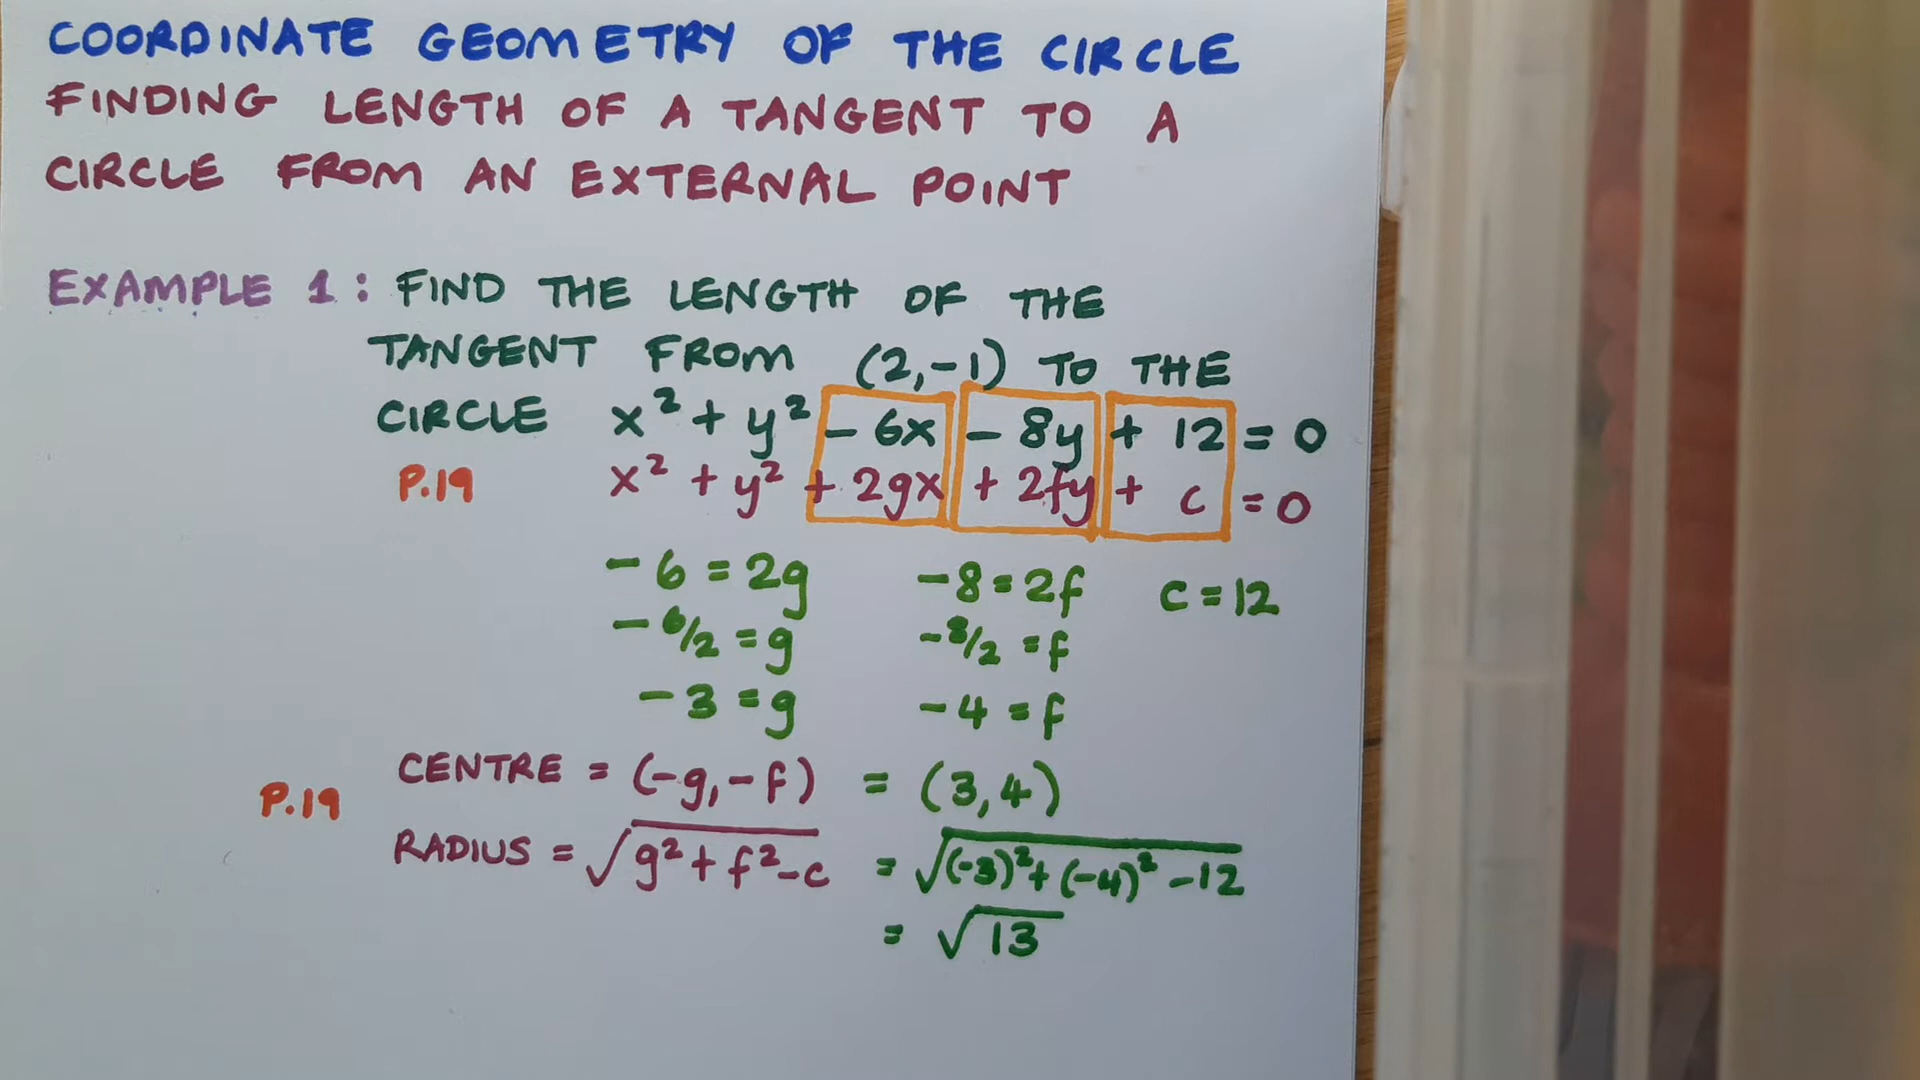 COORDINATE GEOMETRY OF THE CIRCLE
FINDING LENGTH OF A TANGENT TO A
CIRCLE FROM AN EXTERNAL POINT
EXAMPLE 1: FIND THE LENGTH OF THE
TANGENT FROM (2,-1) TO THE
CIRCLE x² + y² - 6x - 8y + 12 = 0
P.19 x² + y² + 2gx + 2fy + c = 0
-6 = 2g -8 = 2f c = 12
-6/2 = g -8/2 = f
-3 = g -4 = f
CENTRE = (-g, -f) = (3,4)
P.19
RADIUS = √g² + f² - c = √(-3)² + (-4)² - 12
= √13